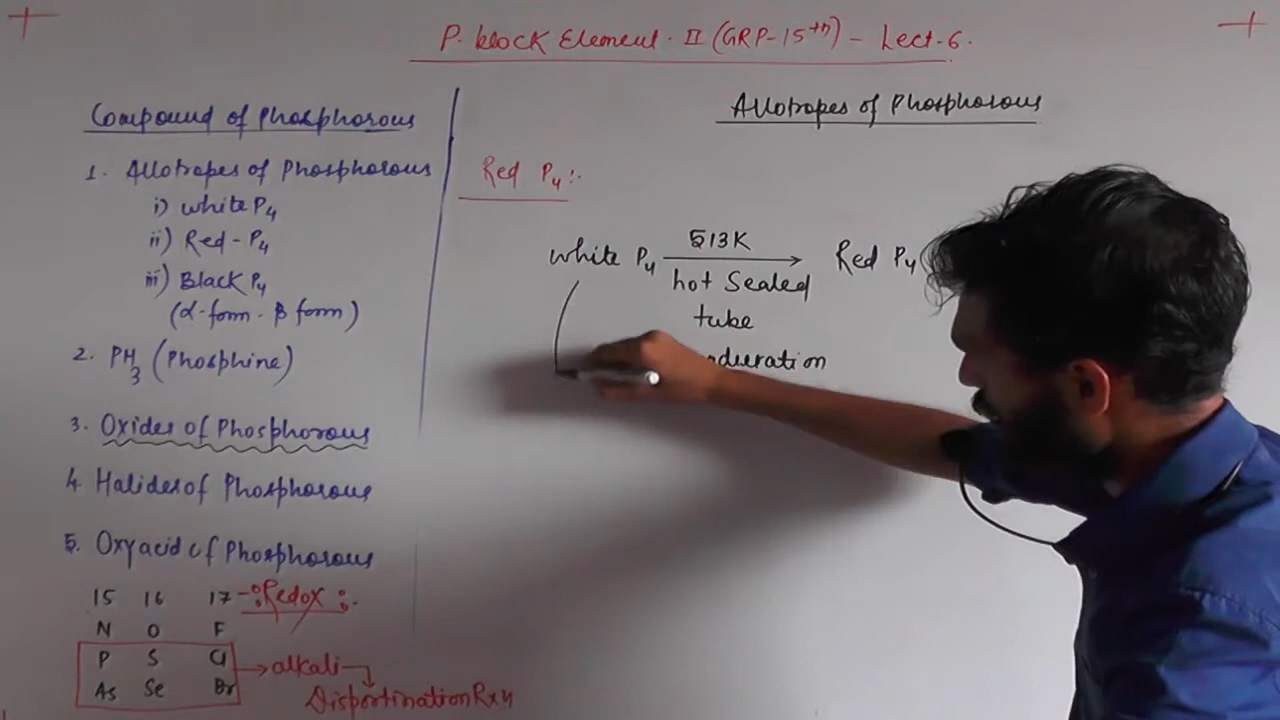 P. block Element. II (GRP-15th) - Lect.6.
Compound of Phosphorous
1. Allotropes of Phosphorous
i) white P4
ii) Red-P4
iii) Black P4
(α-form - β form)
2. PH3 (Phosphine)
3. Oxides of Phosphorous
4. Halides of Phosphorous
5. Oxyacid of Phosphorous
15 16 17 -:Redox:-
N O F
P S Cl → alkali
As Se Br Disportination Rxn
Allotropes of Phosphorous
Red P4:-
white P4 513K Red P4
hot Sealed
tube